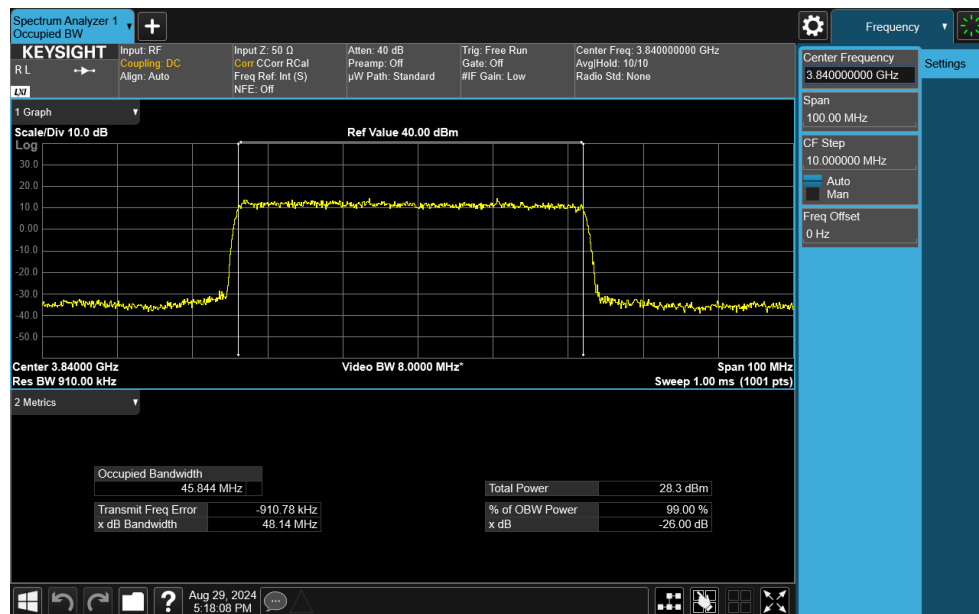 Spectrum Analyzer 1
Occupied BW
Frequency
KEYSIGHT
R L
LXI
Input: RF
Coupling: DC
Align: Auto
Input Z: 50 Ω
Corr CCorr RCal
Freq Ref: Int (S)
NFE: Off
Atten: 40 dB
Preamp: Off
µW Path: Standard
Trig: Free Run
Gate: Off
#IF Gain: Low
Center Freq: 3.840000000 GHz
Avg|Hold: 10/10
Radio Std: None
Center Frequency
3.840000000 GHz
Settings
Span
100.00 MHz
CF Step
10.000000 MHz
Auto
Man
Freq Offset
0 Hz
1 Graph
Scale/Div 10.0 dB
Ref Value 40.00 dBm
Log
30.0
20.0
10.0
0.00
-10.0
-20.0
-30.0
-40.0
-50.0
Center 3.84000 GHz
Video BW 8.0000 MHz*
Span 100 MHz
Res BW 910.00 kHz
Sweep 1.00 ms (1001 pts)
2 Metrics
Occupied Bandwidth
45.844 MHz
Total Power 28.3 dBm
Transmit Freq Error -910.78 kHz
% of OBW Power 99.00 %
x dB Bandwidth 48.14 MHz
x dB -26.00 dB
Aug 29, 2024
5:18:08 PM